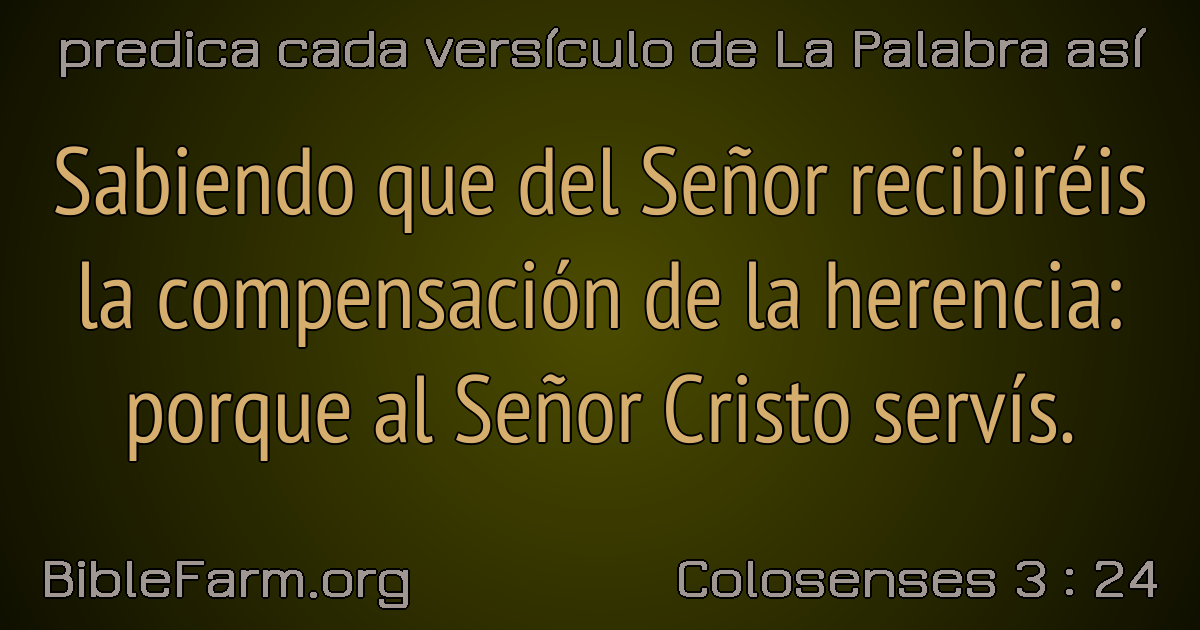 predica cada versículo de La Palabra así
Sabiendo que del Señor recibiréis
la compensación de la herencia:
porque al Señor Cristo servís.
BibleFarm.org
Colosenses 3 : 24